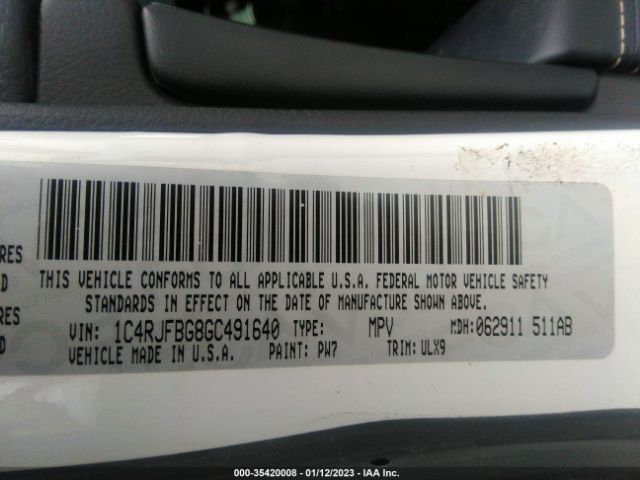 THIS VEHICLE CONFORMS TO ALL APPLICABLE U.S.A. FEDERAL MOTOR VEHICLE SAFETY
STANDARDS IN EFFECT ON THE DATE OF MANUFACTURE SHOWN ABOVE.
VIN: 1C4RJFBG8GC491640 TYPE: MPV MDH:062911 511AB
VEHICLE MADE IN U.S.A. PAINT: PW7 TRIM: ULX9
000-35420008 - 01/12/2023 - IAA Inc.